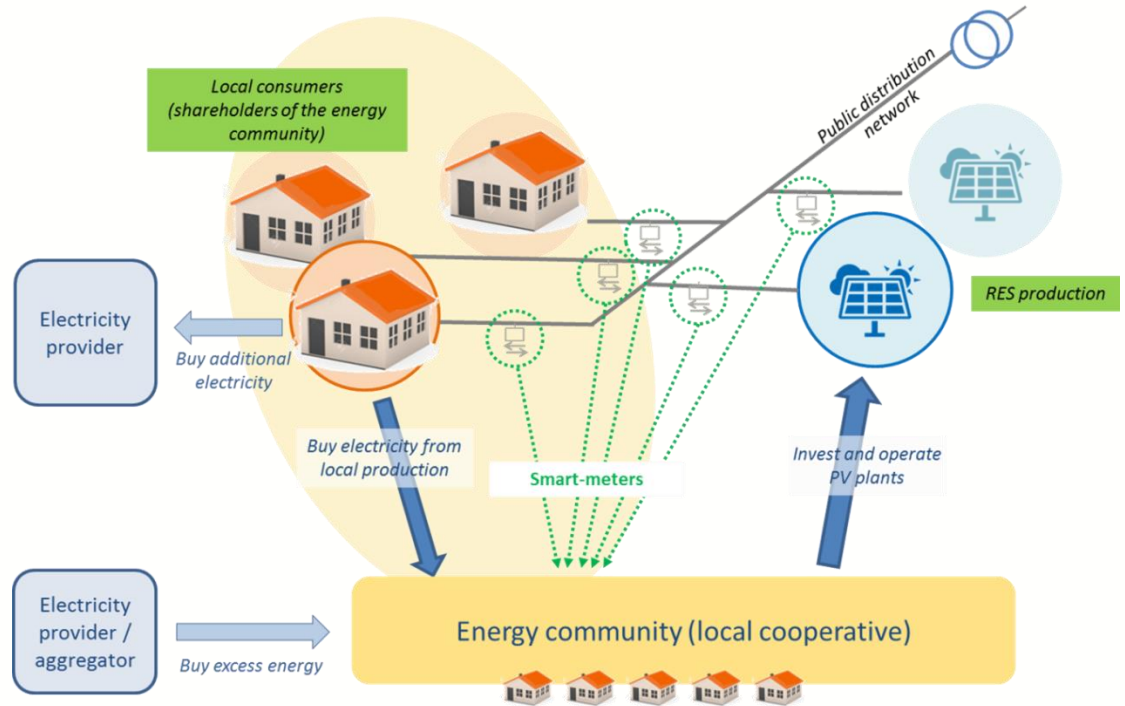 Local consumers
(shareholders of the energy
community)
Public distribution
network
RES production
Electricity
provider
Buy additional
electricity
Buy electricity from
local production
Smart-meters
Invest and operate
PV plants
Electricity
provider /
aggregator
Buy excess energy
Energy community (local cooperative)